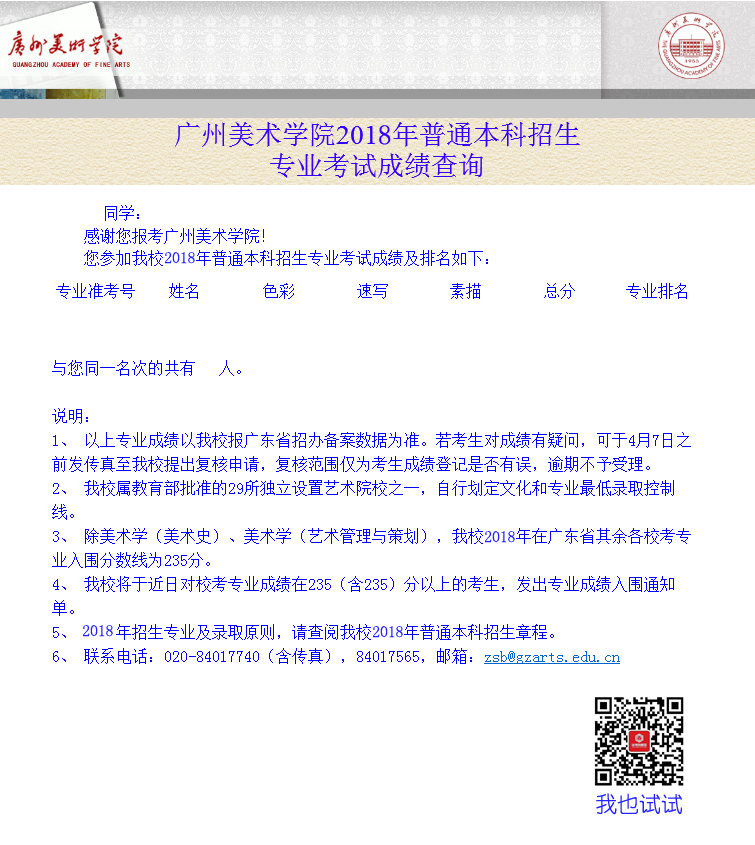 廣州美術學院
GUANGZHOU ACADEMY OF FINE ARTS
广州美术学院2018年普通本科招生
专业考试成绩查询
同学：
感谢您报考广州美术学院！
您参加我校2018年普通本科招生专业考试成绩及排名如下：
专业准考号 姓名 色彩 速写 素描 总分 专业排名
与您同一名次的共有 人。
说明：
1、 以上专业成绩以我校报广东省招办备案数据为准。若考生对成绩有疑问，可于4月7日之
前发传真至我校提出复核申请，复核范围仅为考生成绩登记是否有误，逾期不予受理。
2、 我校属教育部批准的29所独立设置艺术院校之一，自行划定文化和专业最低录取控制
线。
3、 除美术学（美术史）、美术学（艺术管理与策划），我校2018年在广东省其余各校考专
业入围分数线为235分。
4、 我校将于近日对校考专业成绩在235（含235）分以上的考生，发出专业成绩入围通知
单。
5、 2018年招生专业及录取原则，请查阅我校2018年普通本科招生章程。
6、 联系电话：020-84017740（含传真），84017565，邮箱：zsb@gzarts.edu.cn
我也试试